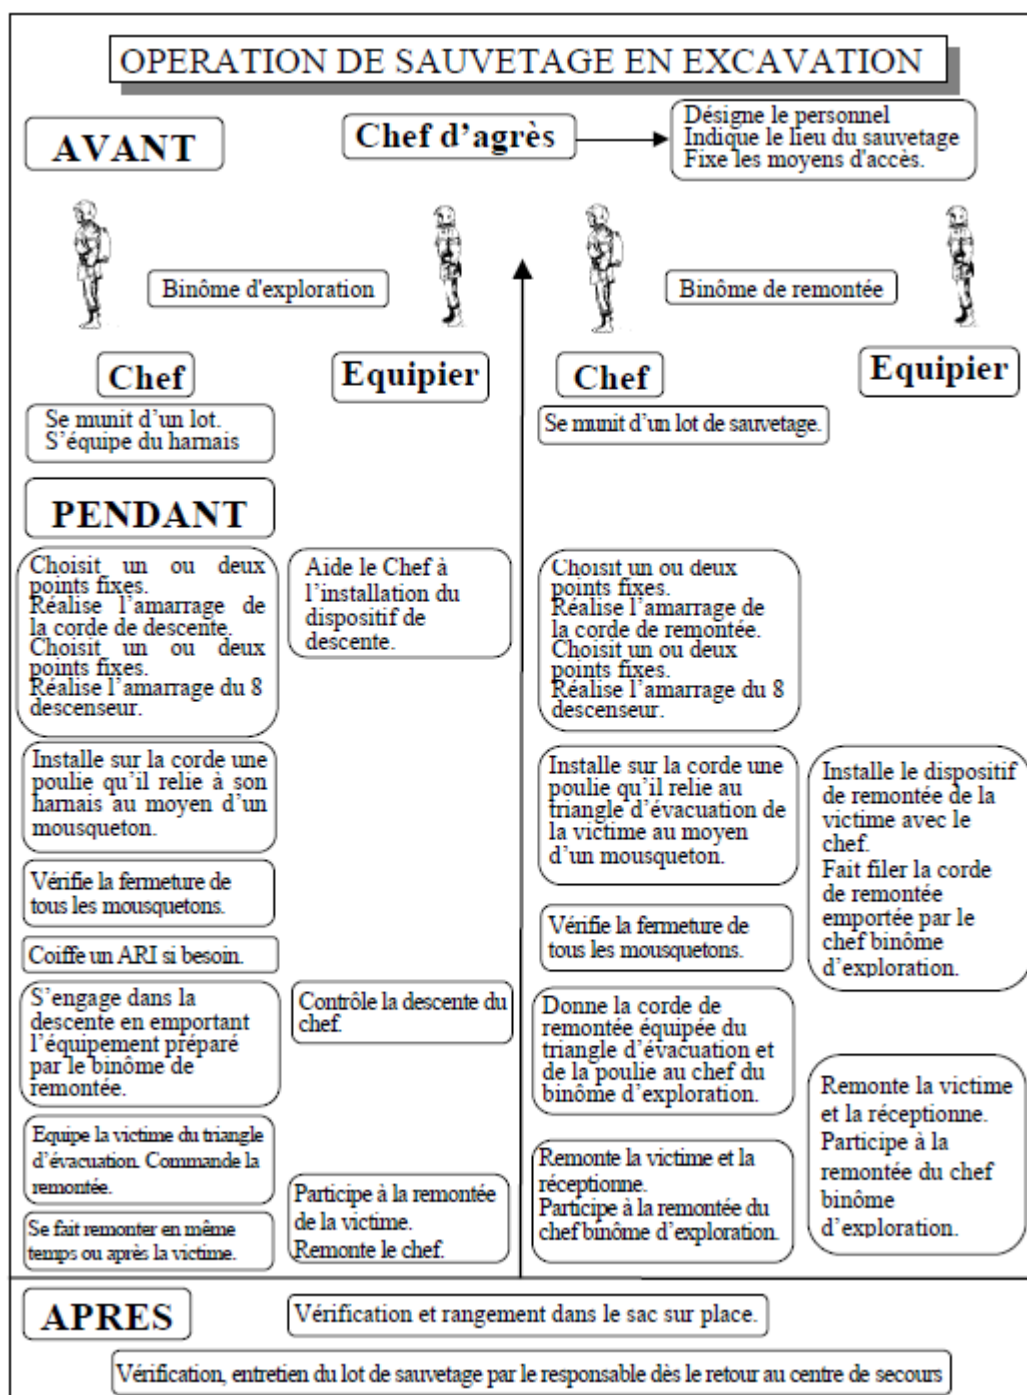 OPERATION DE SAUVETAGE EN EXCAVATION
AVANT
Chef d'agrès
Désigne le personnel
Indique le lieu du sauvetage
Fixe les moyens d'accès.
Binôme d'exploration
Binôme de remontée
Chef
Equipier
Chef
Equipier
Se munit d'un lot.
S'équipe du harnais
Se munit d'un lot de sauvetage.
PENDANT
Choisit un ou deux
points fixes.
Réalise l'amarrage de
la corde de descente.
Choisit un ou deux
points fixes.
Réalise l'amarrage du 8
descenseur.
Aide le Chef à
l'installation du
dispositif de
descente.
Choisit un ou deux
points fixes.
Réalise l'amarrage de
la corde de remontée.
Choisit un ou deux
points fixes.
Réalise l'amarrage du 8
descenseur.
Installe sur la corde une
poulie qu'il relie à son
harnais au moyen d'un
mousqueton.
Installe sur la corde une
poulie qu'il relie au
triangle d'évacuation de
la victime au moyen
d'un mousqueton.
Installe le dispositif
de remontée de la
victime avec le
chef.
Fait filer la corde
de remontée
emportée par le
chef binôme
d'exploration.
Vérifie la fermeture de
tous les mousquetons.
Vérifie la fermeture de
tous les mousquetons.
Coiffe un ARI si besoin.
S'engage dans la
descente en emportant
l'équipement préparé
par le binôme de
remontée.
Contrôle la descente du
chef.
Donne la corde de
remontée équipée du
triangle d'évacuation et
de la poulie au chef du
binôme d'exploration.
Remonte la victime
et la réceptionne.
Participe à la
remontée du chef
binôme
d'exploration.
Equipe la victime du triangle
d'évacuation. Commande la
remontée.
Participe à la remontée
de la victime.
Remonte le chef.
Remonte la victime et la
réceptionne.
Participe à la remontée du
chef binôme d'exploration.
Se fait remonter en même
temps ou après la victime.
APRES
Vérification et rangement dans le sac sur place.
Vérification, entretien du lot de sauvetage par le responsable dès le retour au centre de secours